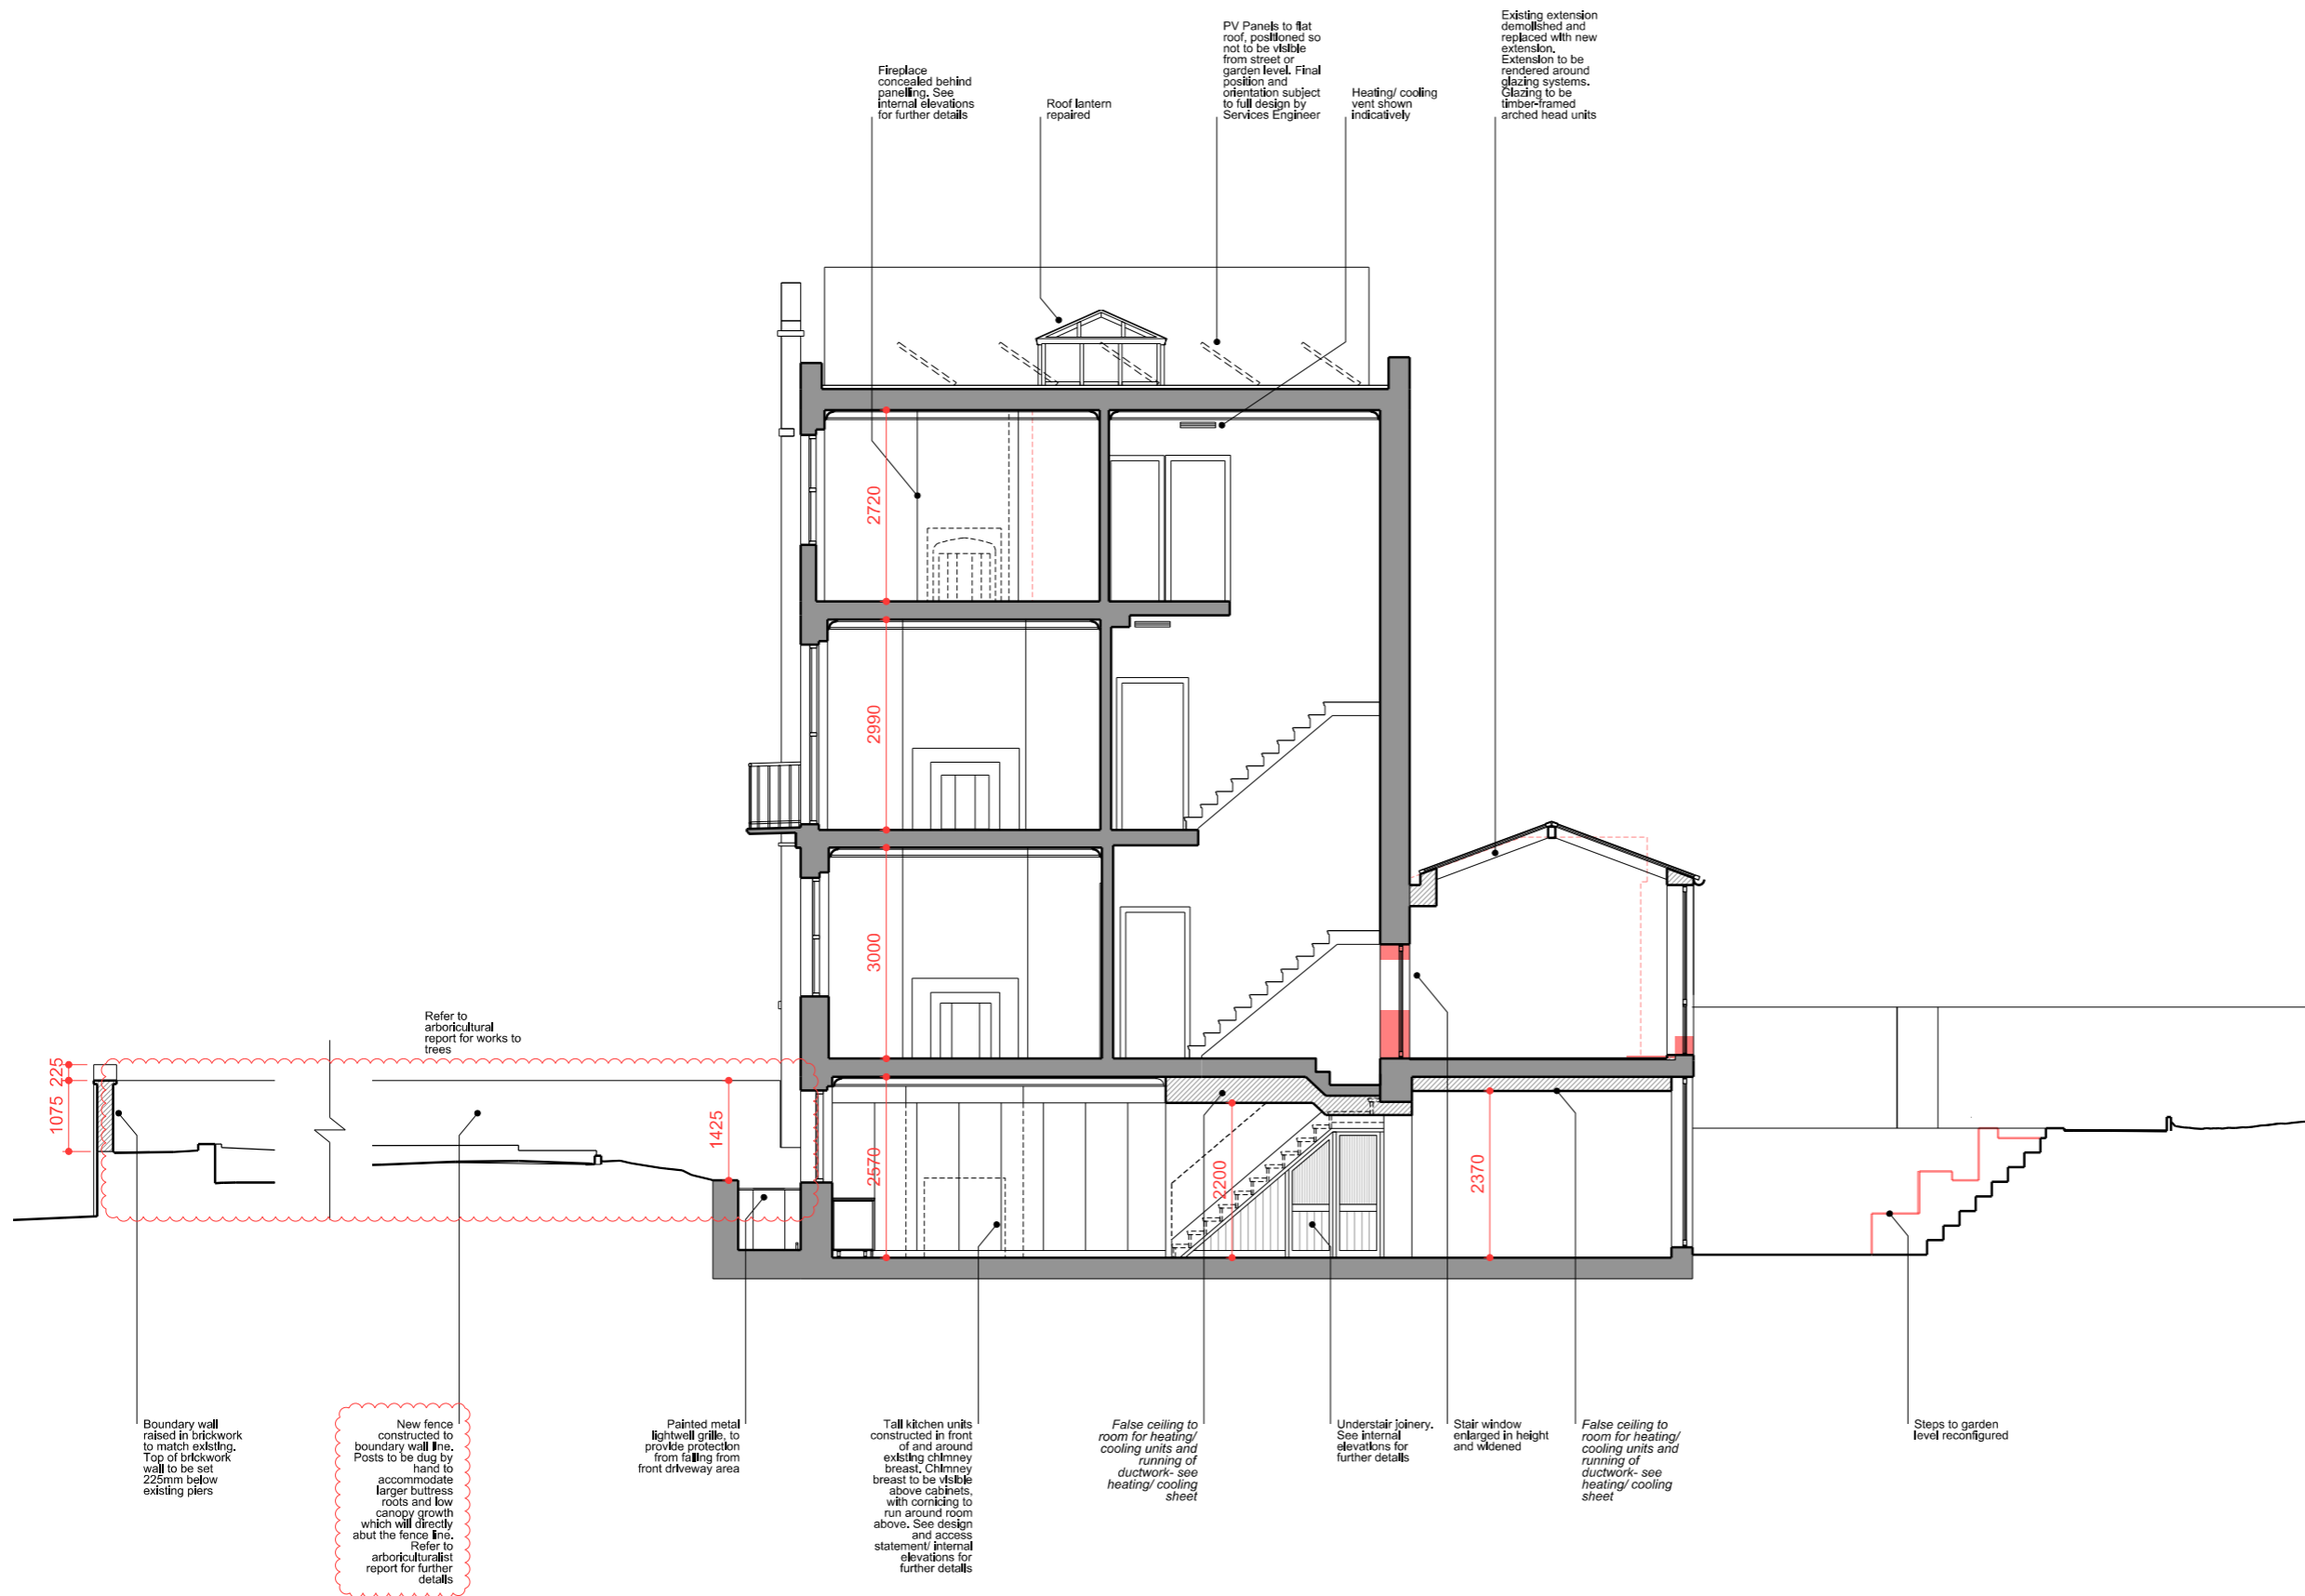 Existing extension
demolished and
replaced with new
extension.
Extension to be
rendered around
glazing systems.
Glazing to be
timber-framed
arched head units
PV Panels to flat
roof, positioned so
not to be visible
from street or
garden level. Final
position and
orientation subject
to full design by
Services Engineer
Fireplace
concealed behind
panelling. See
internal elevations
for further details
Roof lantern
repaired
Heating/ cooling
vent shown
indicatively
2720
2990
3000
Refer to
arboricultural
report for works to
trees
225
1075
1425
2570
2200
2370
Boundary wall
raised in brickwork
to match existing.
Top of brickwork
wall to be set
225mm below
existing piers
New fence
constructed to
boundary wall line.
Posts to be dug by
hand to
accommodate
larger buttress
roots and low
canopy growth
which will directly
abut the fence line.
Refer to
arboriculturalist
report for further
details
Painted metal
lightwell grille, to
provide protection
from falling from
front driveway area
Tall kitchen units
constructed in front
of and around
existing chimney
breast. Chimney
breast to be visible
above cabinets,
with cornicing to
run around room
above. See design
and access
statement/ internal
elevations for
further details
False ceiling to
room for heating/
cooling units and
running of
ductwork- see
heating/ cooling
sheet
Understair joinery.
See internal
elevations for
further details
Stair window
enlarged in height
and widened
False ceiling to
room for heating/
cooling units and
running of
ductwork- see
heating/ cooling
sheet
Steps to garden
level reconfigured